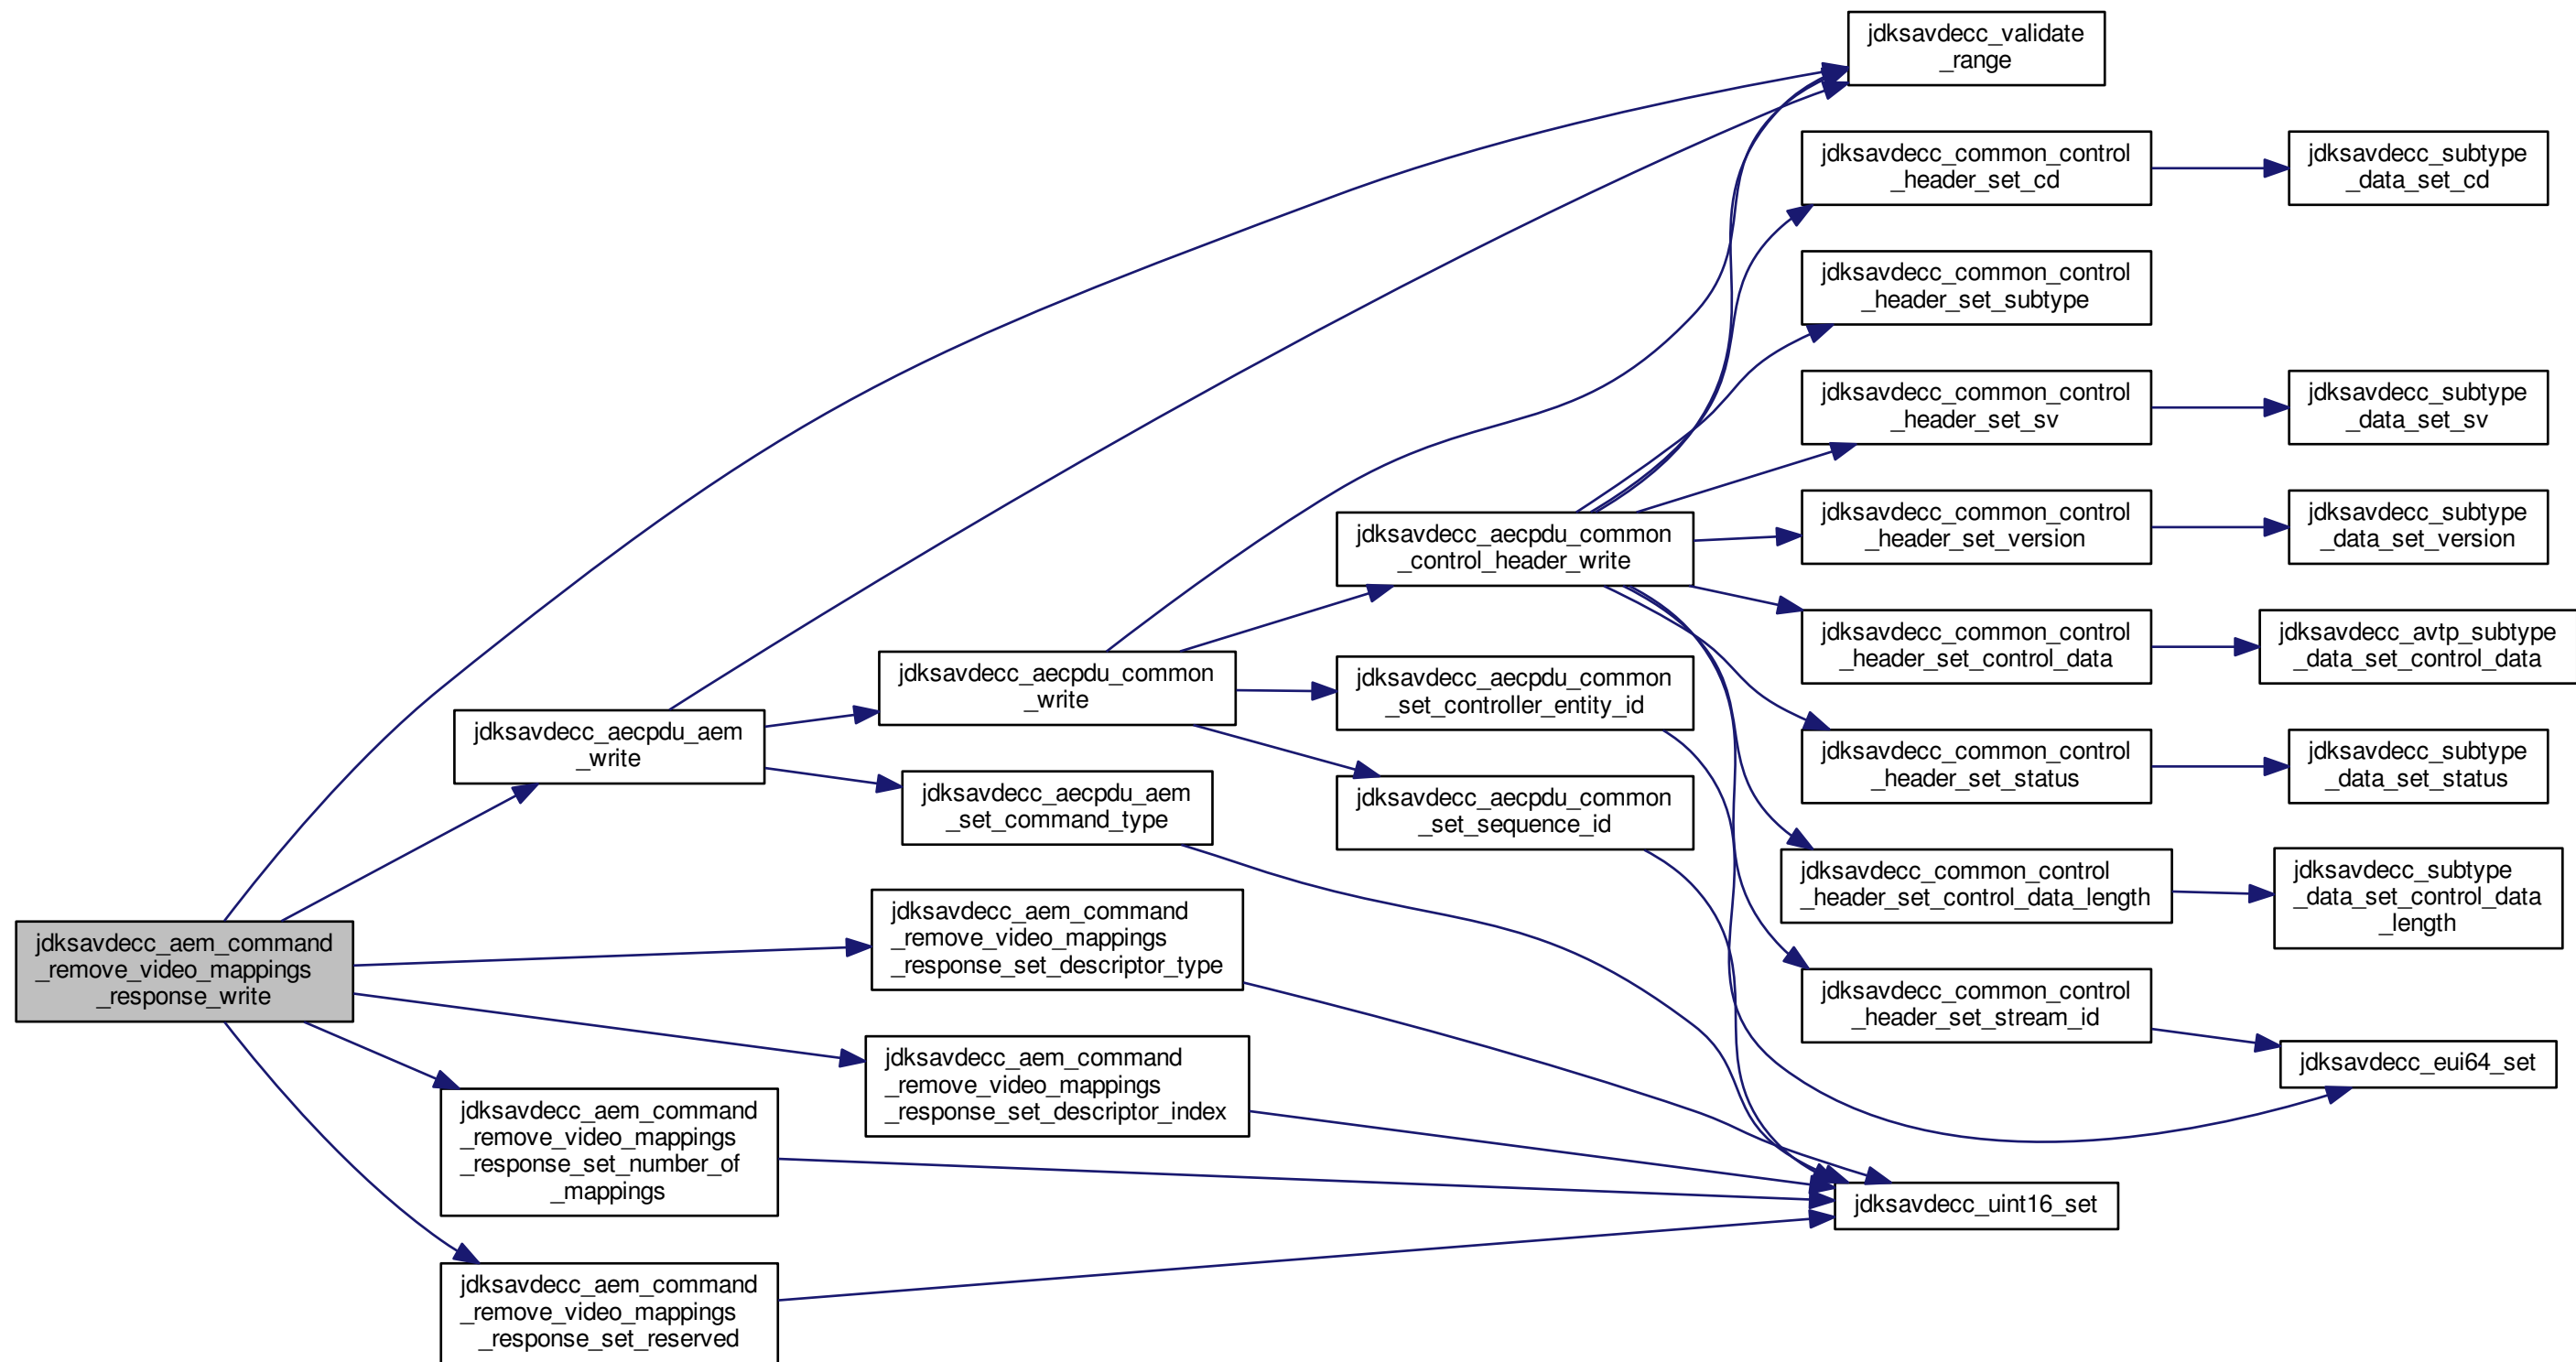 jdksavdecc_validate
_range
jdksavdecc_common_control
_header_set_cd
jdksavdecc_subtype
_data_set_cd
jdksavdecc_common_control
_header_set_subtype
jdksavdecc_common_control
_header_set_sv
jdksavdecc_subtype
_data_set_sv
jdksavdecc_aecpdu_common
_control_header_write
jdksavdecc_common_control
_header_set_version
jdksavdecc_subtype
_data_set_version
jdksavdecc_common_control
_header_set_control_data
jdksavdecc_avtp_subtype
_data_set_control_data
jdksavdecc_aecpdu_common
_write
jdksavdecc_aecpdu_common
_set_controller_entity_id
jdksavdecc_aecpdu_aem
_write
jdksavdecc_common_control
_header_set_status
jdksavdecc_subtype
_data_set_status
jdksavdecc_aecpdu_aem
_set_command_type
jdksavdecc_aecpdu_common
_set_sequence_id
jdksavdecc_common_control
_header_set_control_data_length
jdksavdecc_subtype
_data_set_control_data
_length
jdksavdecc_aem_command
_remove_video_mappings
_response_set_descriptor_type
jdksavdecc_aem_command
_remove_video_mappings
_response_write
jdksavdecc_common_control
_header_set_stream_id
jdksavdecc_eui64_set
jdksavdecc_aem_command
_remove_video_mappings
_response_set_descriptor_index
jdksavdecc_aem_command
_remove_video_mappings
_response_set_number_of
_mappings
jdksavdecc_uint16_set
jdksavdecc_aem_command
_remove_video_mappings
_response_set_reserved